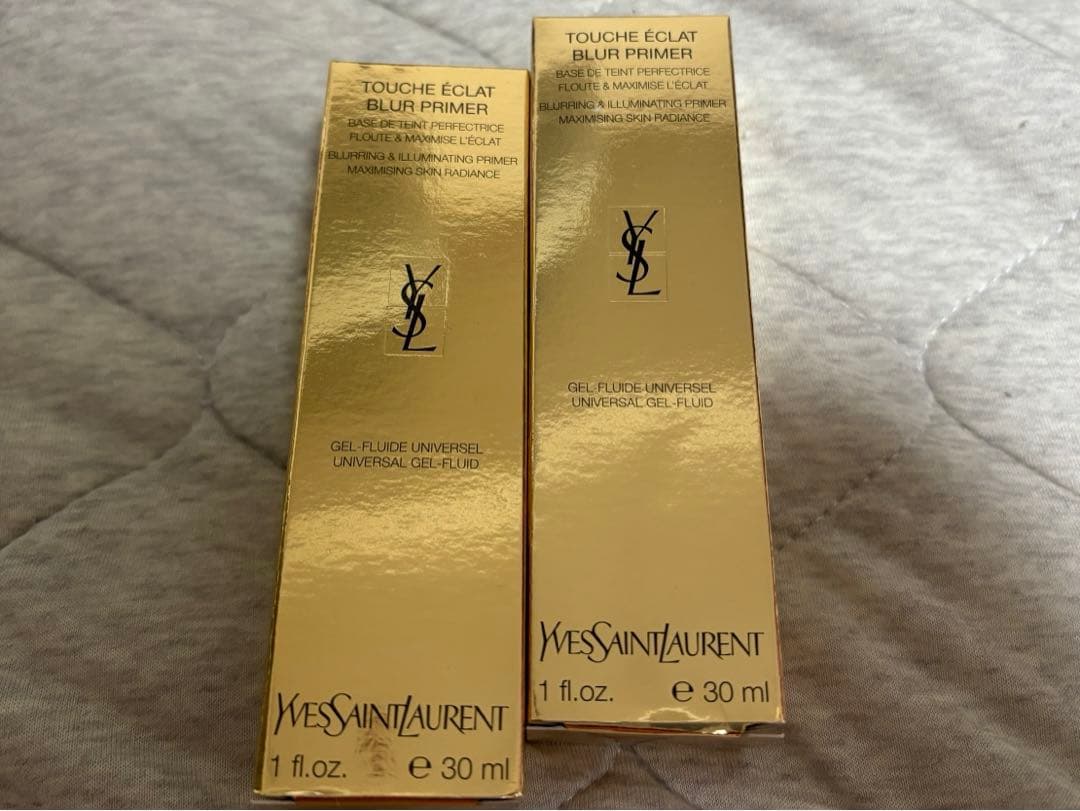 TOUCHE ÉCLAT
BLUR PRIMER
BASE DE TEINT PERFECTRICE
FLOUTE & MAXIMISE L'ÉCLAT
BLURRING & ILLUMINATING PRIMER
MAXIMISING SKIN RADIANCE
YSL
GEL-FLUIDE UNIVERSEL
UNIVERSAL GEL-FLUID
YVESSAINTLAURENT
1 fl.oz. e 30 ml
TOUCHE ÉCLAT
BLUR PRIMER
BASE DE TEINT PERFECTRICE
FLOUTE & MAXIMISE L'ÉCLAT
BLURRING & ILLUMINATING PRIMER
MAXIMISING SKIN RADIANCE
YSL
GEL-FLUIDE UNIVERSEL
UNIVERSAL GEL-FLUID
YVESSAINTLAURENT
1 fl.oz. e 30 ml